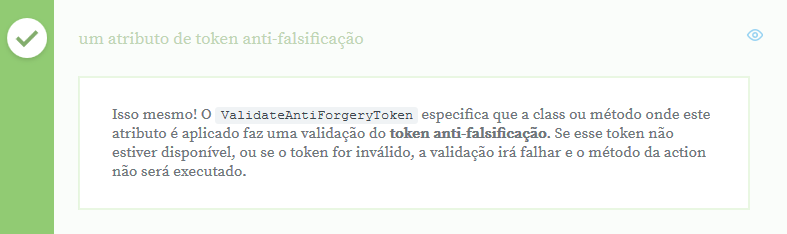 um atributo de token anti-falsificação
Isso mesmo! O ValidateAntiForgeryToken especifica que a class ou método onde este
atributo é aplicado faz uma validação do token anti-falsificação. Se esse token não
estiver disponível, ou se o token for inválido, a validação irá falhar e o método da action
não será executado.